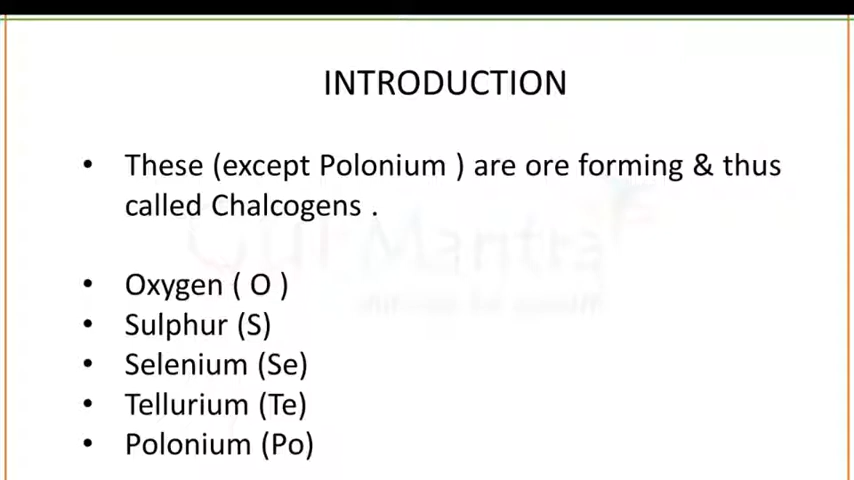 INTRODUCTION
• These (except Polonium ) are ore forming & thus
called Chalcogens .
• Oxygen ( O )
• Sulphur (S)
• Selenium (Se)
• Tellurium (Te)
• Polonium (Po)